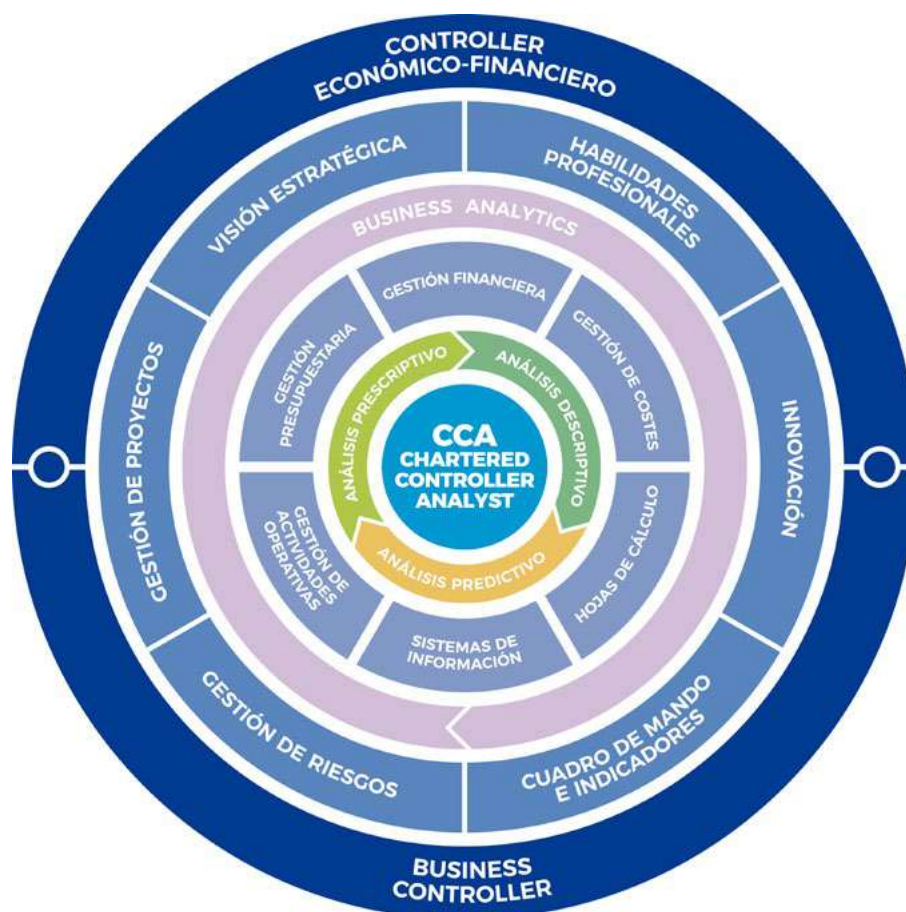 CONTROLLER
ECONÓMICO-FINANCIERO
VISIÓN ESTRATÉGICA
HABILIDADES
PROFESIONALES
INNOVACIÓN
CUADRO DE MANDO
E INDICADORES
GESTIÓN DE RIESGOS
GESTIÓN DE PROYECTOS
BUSINESS ANALYTICS
GESTIÓN FINANCIERA
GESTIÓN DE COSTES
HOJAS DE CÁLCULO
SISTEMAS DE
INFORMACIÓN
GESTIÓN DE
ACTIVIDADES
OPERATIVAS
GESTIÓN
PRESUPUESTARIA
ANÁLISIS PRESCRIPTIVO
ANÁLISIS DESCRIPTIVO
ANÁLISIS PREDICTIVO
CCA
CHARTERED
CONTROLLER
ANALYST
BUSINESS
CONTROLLER